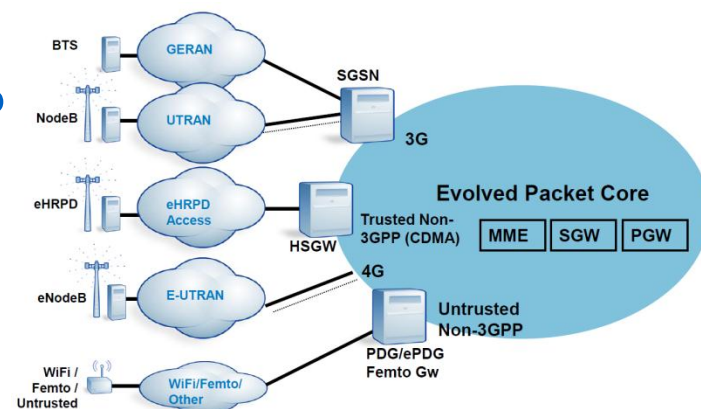 BTS
GERAN
SGSN
NodeB
UTRAN
3G
eHRPD
eHRPD
Access
HSGW
Trusted Non-
3GPP (CDMA)
Evolved Packet Core
MME
SGW
PGW
eNodeB
E-UTRAN
4G
Untrusted
Non-3GPP
PDG/ePDG
Femto Gw
WiFi /
Femto /
Untrusted
WiFi/Femto/
Other